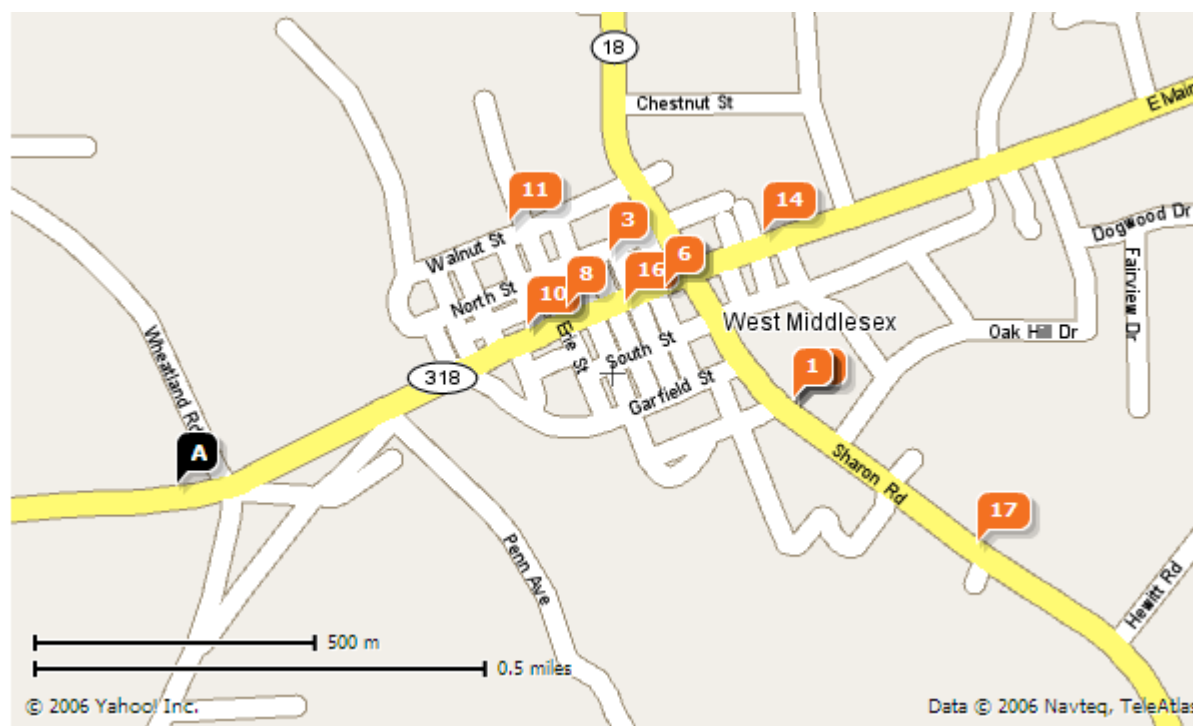 18
Chestnut St
E Main
11
14
3
Walnut St
Dogwood Dr
6
16
8
10
North St
Fairview Dr
West Middlesex
Oak Hill Dr
Wheatland Rd
Erie St
South St
1
318
Garfield St
A
Sharon Rd
17
Penn Ave
Hewitt Rd
500 m
0.5 miles
© 2006 Yahoo! Inc.
Data © 2006 Navteq, TeleAtlas